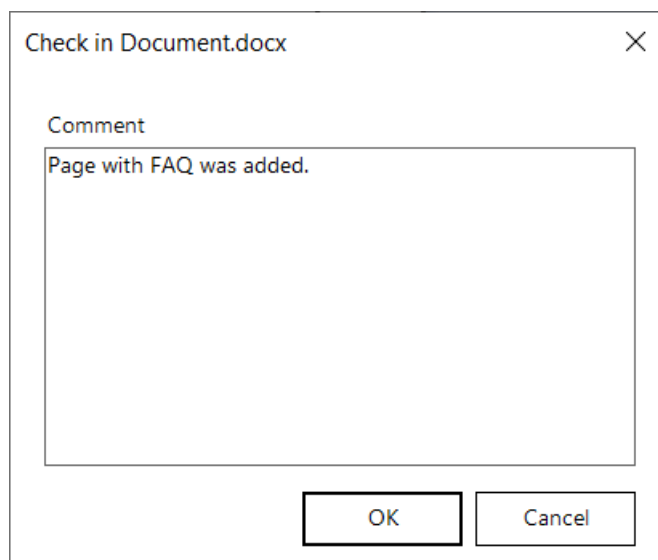 Check in Document.docx
Comment
Page with FAQ was added.
OK
Cancel